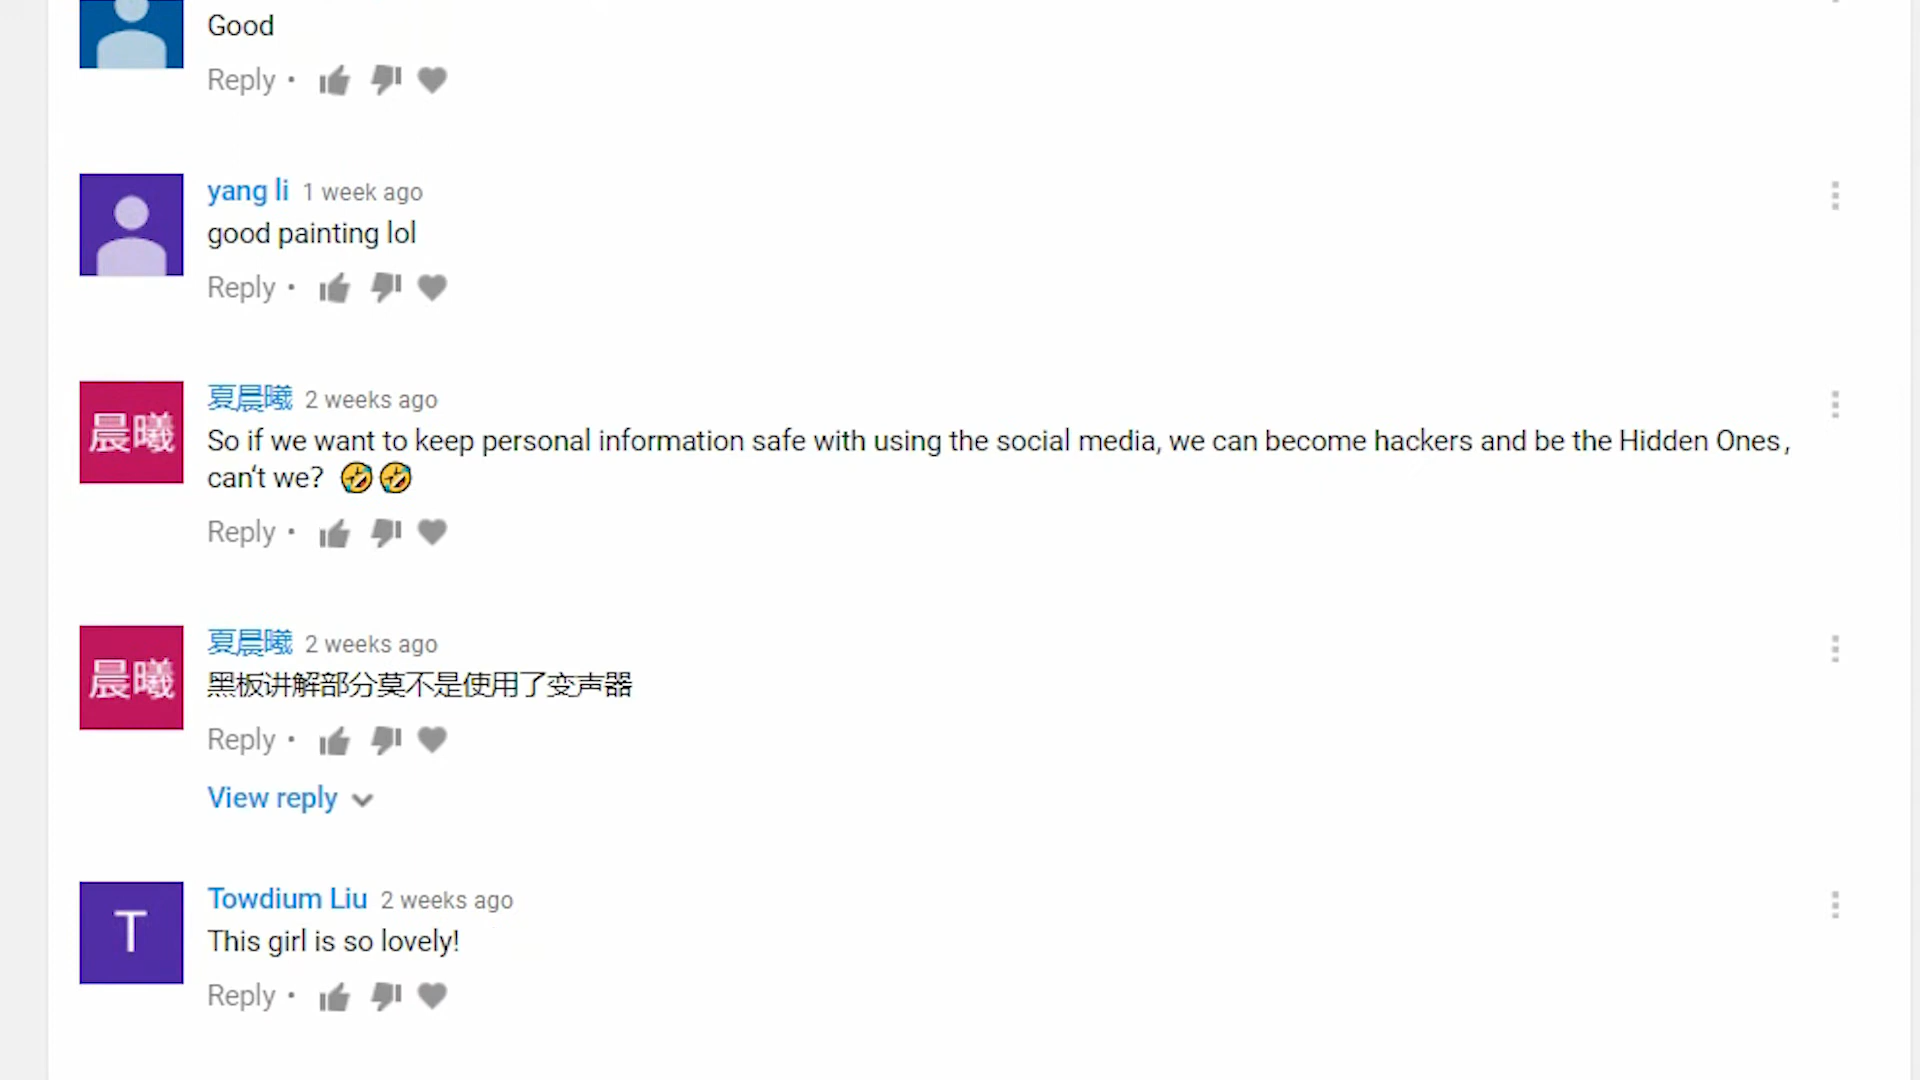 Good
Reply •
yang li 1 week ago
good painting lol
Reply •
晨曦
夏晨曦 2 weeks ago
So if we want to keep personal information safe with using the social media, we can become hackers and be the Hidden Ones,
can't we? 🤣🤣
Reply •
晨曦
夏晨曦 2 weeks ago
黑板讲解部分莫不是使用了变声器
Reply •
View reply
T
Towdium Liu 2 weeks ago
This girl is so lovely!
Reply •